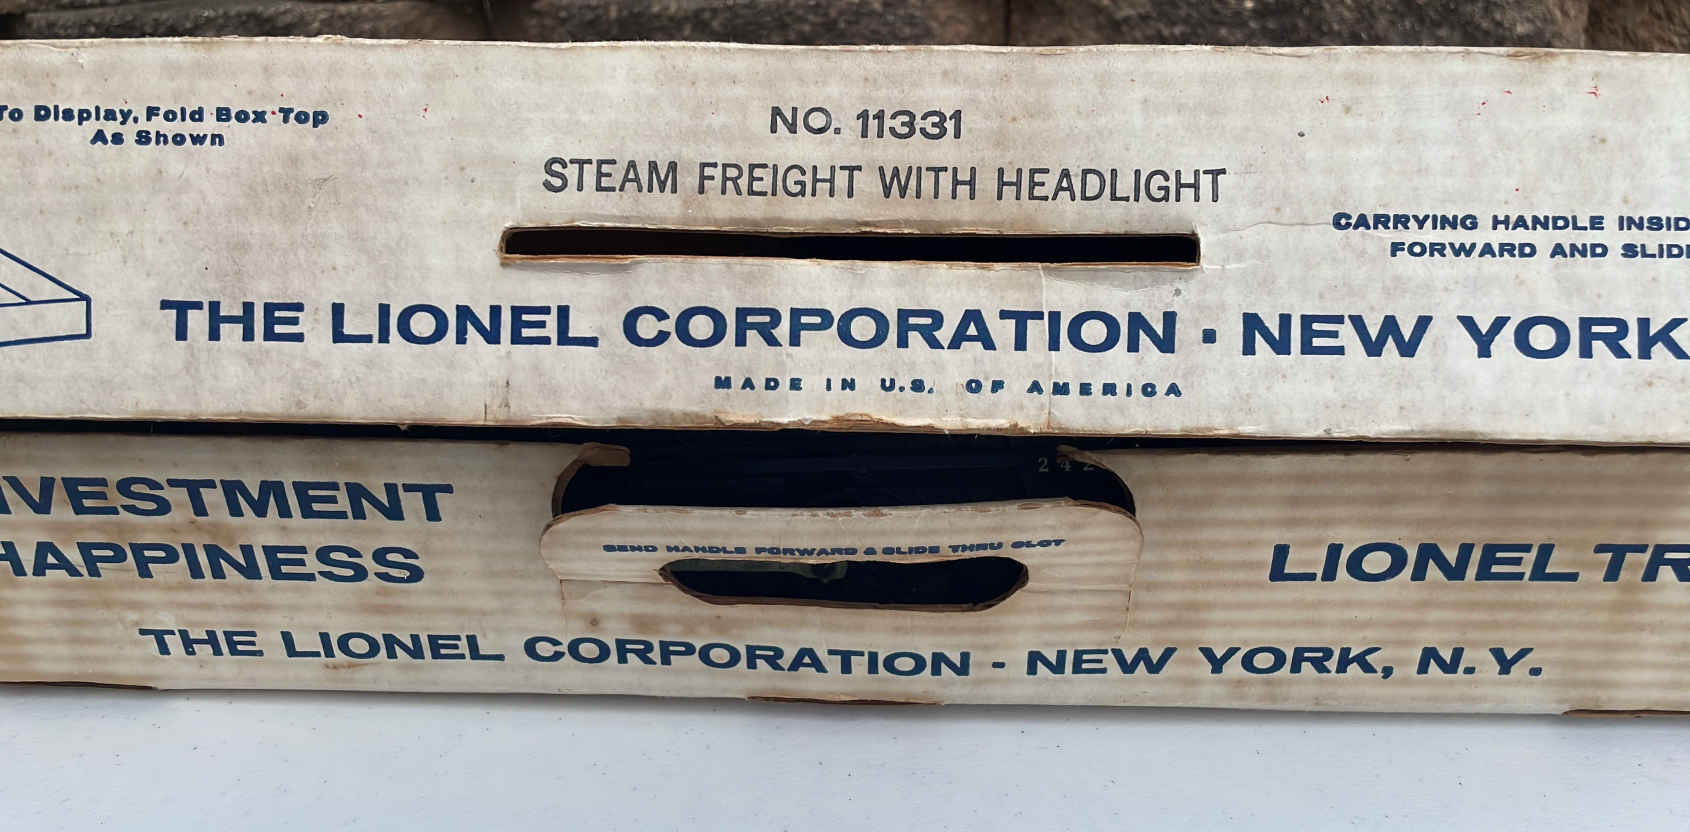 To Display, Fold Box Top
As Shown
NO. 11331
STEAM FREIGHT WITH HEADLIGHT
CARRYING HANDLE INSID
FORWARD AND SLID
THE LIONEL CORPORATION · NEW YORK
MADE IN U.S. OF AMERICA
242
VESTMENT
HAPPINESS
BEND HANDLE FORWARD & SLIDE THRU SLOT
LIONEL TR
THE LIONEL CORPORATION - NEW YORK, N.Y.